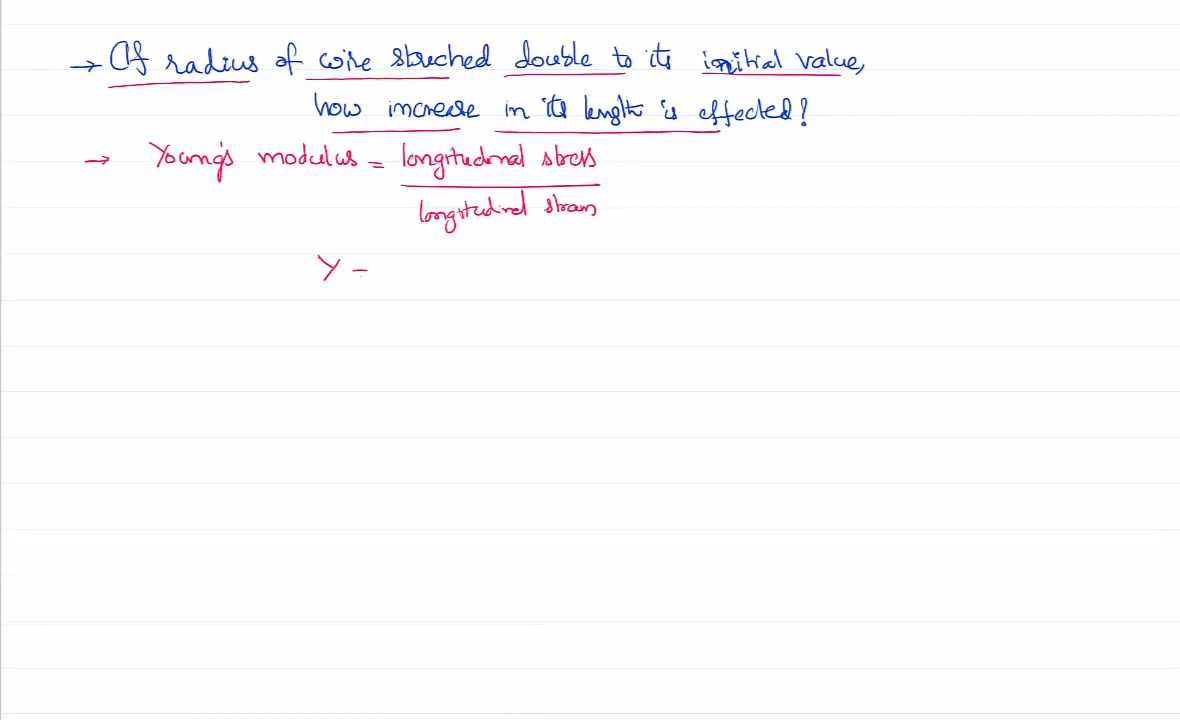 → If radius of wire streched double to its initial value,
how increase in its length is effected?
→ Young's modulus = longitudinal stress
longitudinal strain
Y =